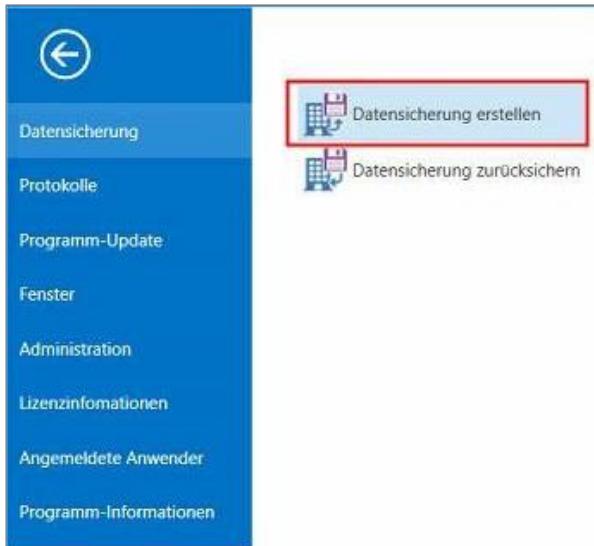 Datensicherung
Protokolle
Programm-Update
Fenster
Administration
Lizenzinfomationen
Angemeldete Anwender
Programm-Informationen
Datensicherung erstellen
Datensicherung zurücksichern